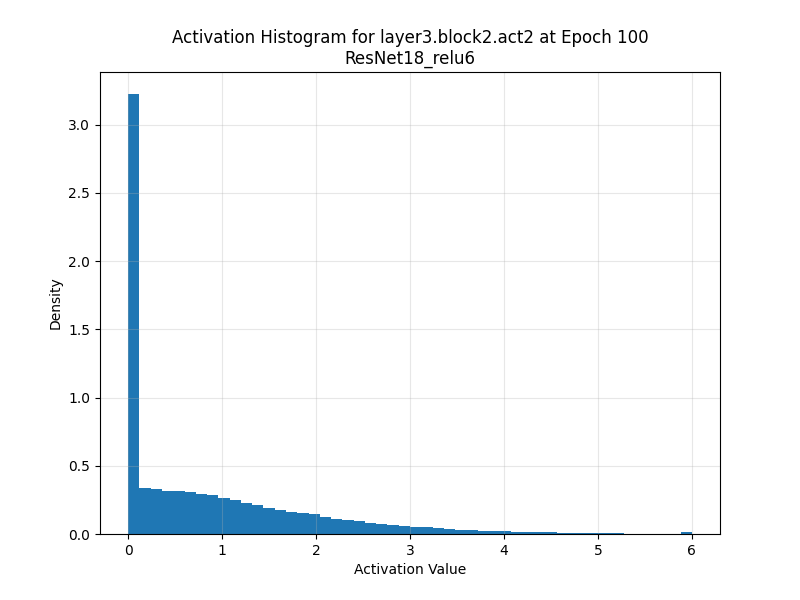 Activation Histogram for layer3.block2.act2 at Epoch 100
ResNet18_relu6
3.0
2.5
2.0
1.5
1.0
0.5
0.0
Density
0 1 2 3 4 5 6
Activation Value